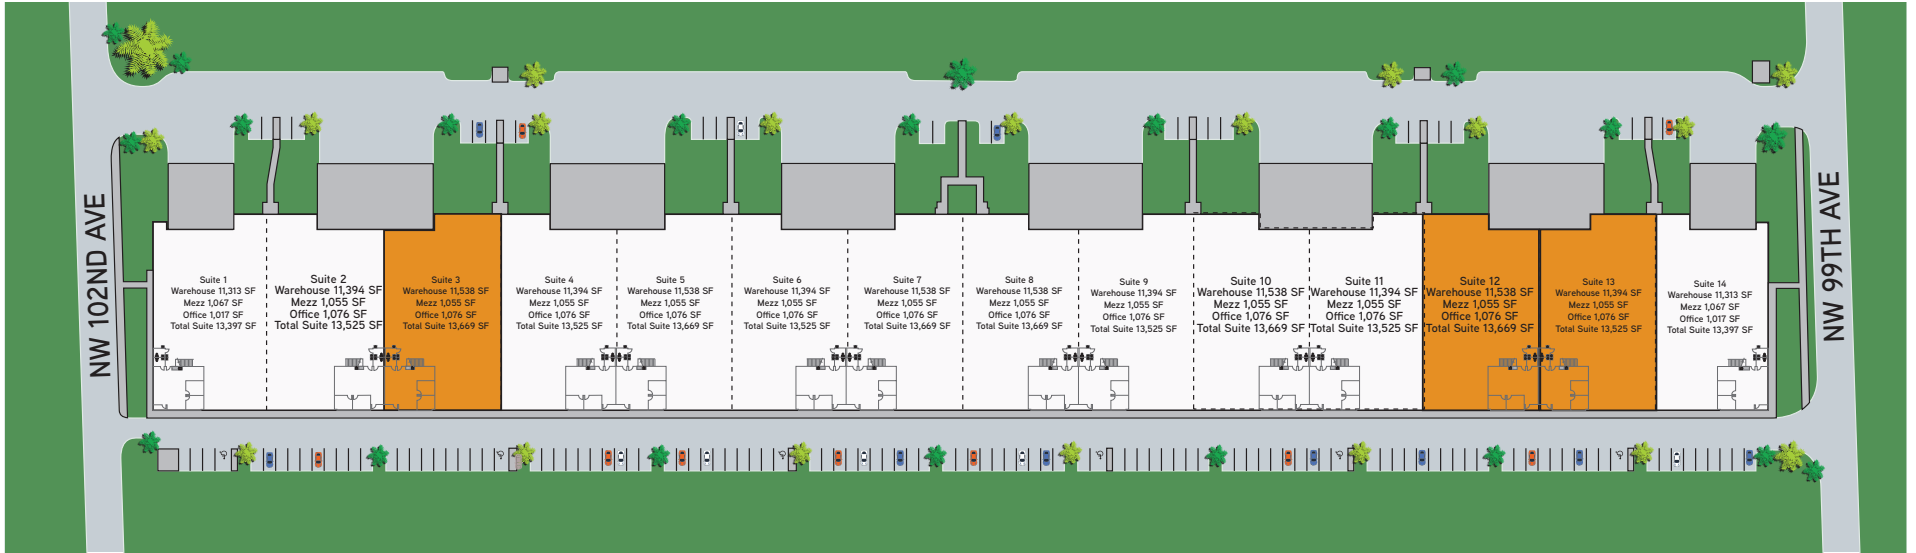 NW 102ND AVE
Suite 1
Warehouse 11,313 SF
Mezz 1,067 SF
Office 1,017 SF
Total Suite 13,397 SF
Suite 2
Warehouse 11,394 SF
Mezz 1,055 SF
Office 1,076 SF
Total Suite 13,525 SF
Suite 3
Warehouse 11,538 SF
Mezz 1,055 SF
Office 1,076 SF
Total Suite 13,669 SF
Suite 4
Warehouse 11,394 SF
Mezz 1,055 SF
Office 1,076 SF
Total Suite 13,525 SF
Suite 5
Warehouse 11,538 SF
Mezz 1,055 SF
Office 1,076 SF
Total Suite 13,669 SF
Suite 6
Warehouse 11,394 SF
Mezz 1,055 SF
Office 1,076 SF
Total Suite 13,525 SF
Suite 7
Warehouse 11,538 SF
Mezz 1,055 SF
Office 1,076 SF
Total Suite 13,669 SF
Suite 8
Warehouse 11,538 SF
Mezz 1,055 SF
Office 1,076 SF
Total Suite 13,669 SF
Suite 9
Warehouse 11,394 SF
Mezz 1,055 SF
Office 1,076 SF
Total Suite 13,525 SF
Suite 10
Warehouse 11,538 SF
Mezz 1,055 SF
Office 1,076 SF
Total Suite 13,669 SF
Suite 11
Warehouse 11,394 SF
Mezz 1,055 SF
Office 1,076 SF
Total Suite 13,525 SF
Suite 12
Warehouse 11,538 SF
Mezz 1,055 SF
Office 1,076 SF
Total Suite 13,669 SF
Suite 13
Warehouse 11,394 SF
Mezz 1,055 SF
Office 1,076 SF
Total Suite 13,525 SF
Suite 14
Warehouse 11,313 SF
Mezz 1,067 SF
Office 1,017 SF
Total Suite 13,397 SF
NW 99TH AVE